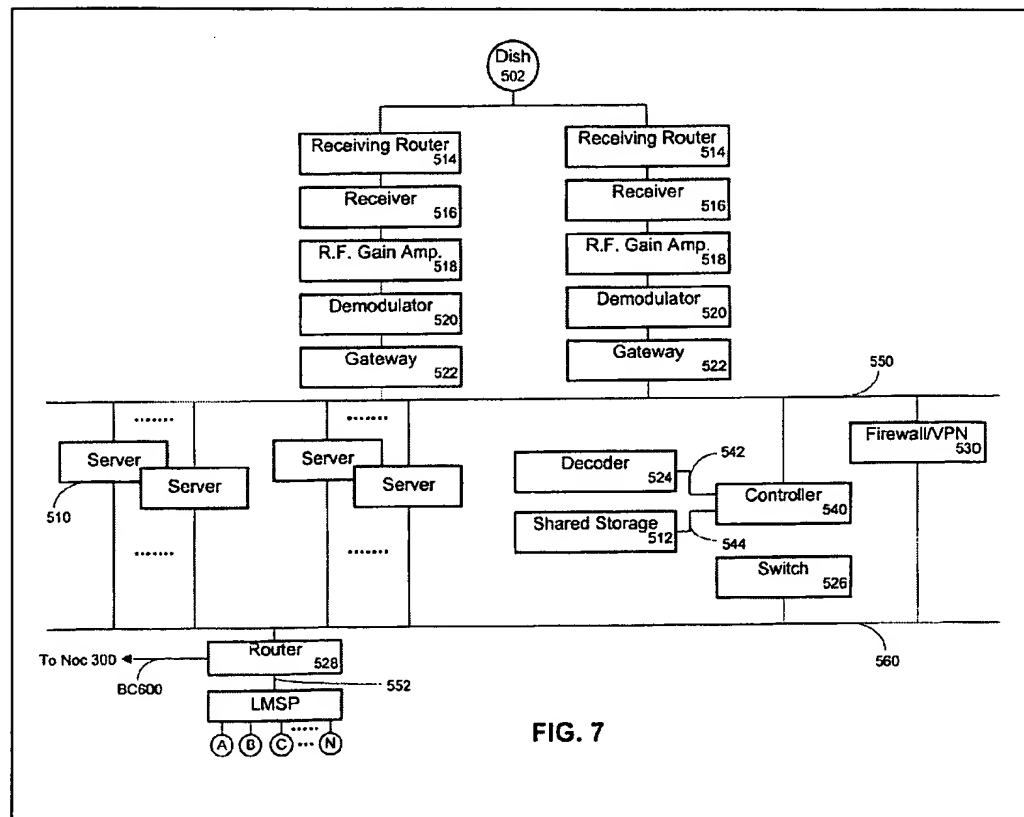 Dish
502
Receiving Router
514
Receiving Router
514
Receiver
516
Receiver
516
R.F. Gain Amp.
518
R.F. Gain Amp.
518
Demodulator
520
Demodulator
520
Gateway
522
Gateway
522
550
.......
.......
Firewall/VPN
530
Server
Server
Server
Server
510
Decoder
524
542
Controller
540
Shared Storage
512
544
.......
.......
Switch
526
560
To Noc 300
BC600
Router
528
552
LMSP
A B C ..... ... N
FIG. 7